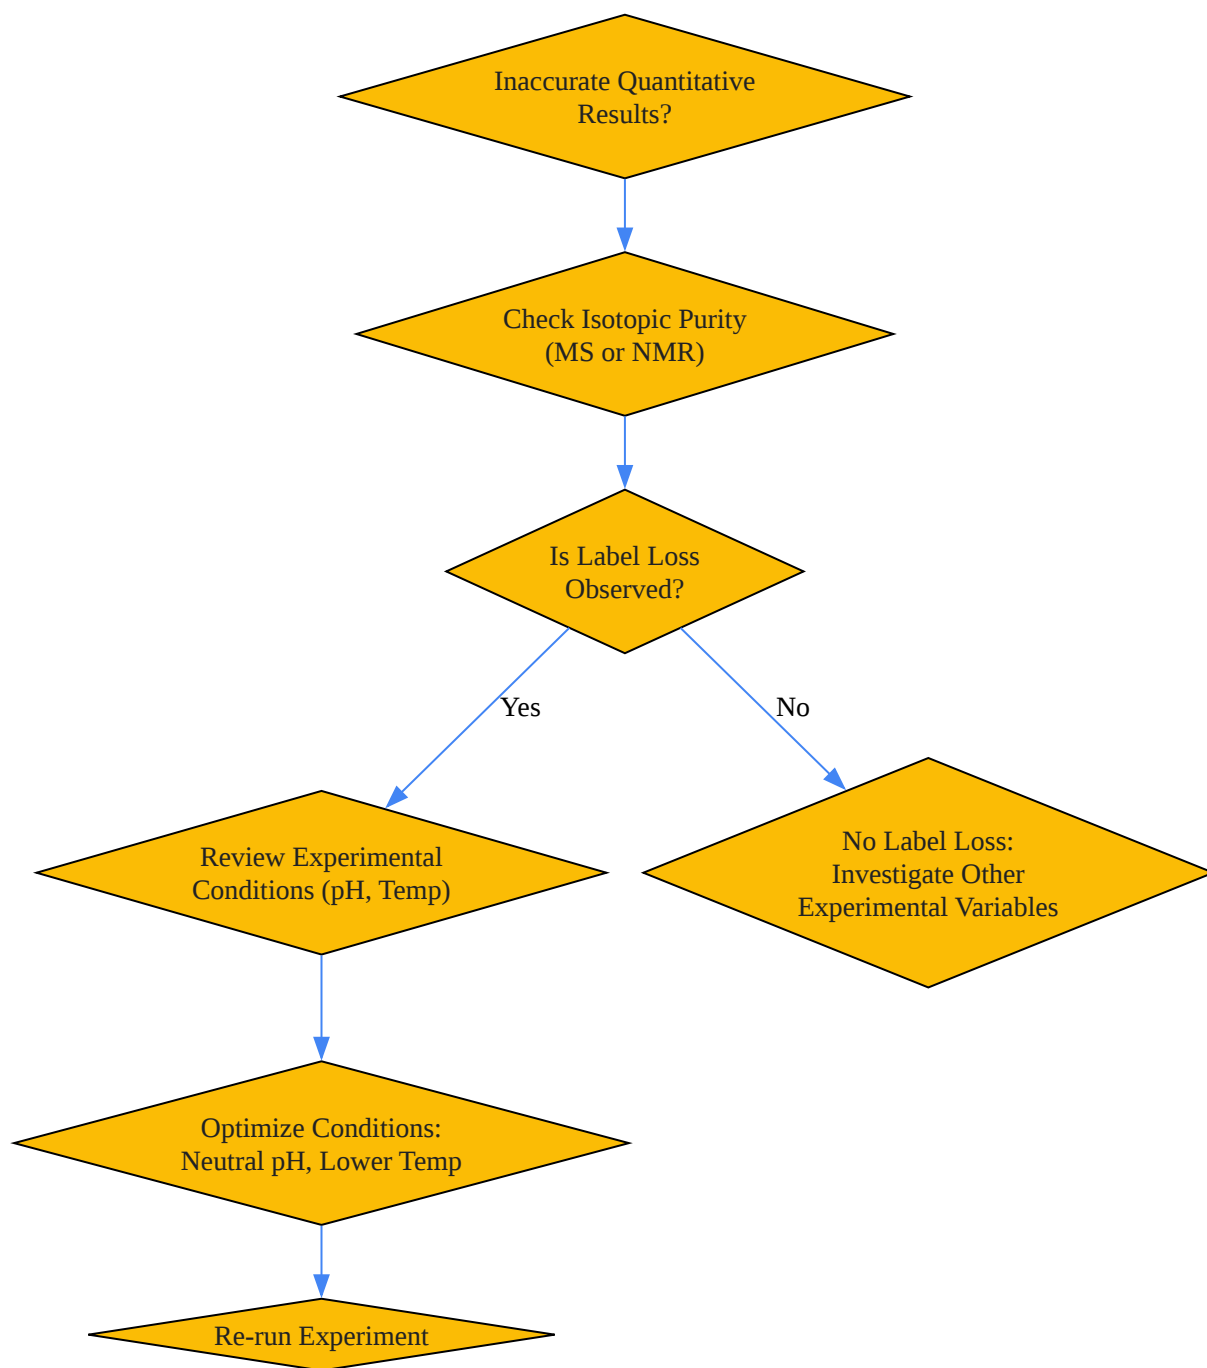 Inaccurate Quantitative
Results?
Check Isotopic Purity
(MS or NMR)
Is Label Loss
Observed?
Yes
No
Review Experimental
Conditions (pH, Temp)
No Label Loss:
Investigate Other
Experimental Variables
Optimize Conditions:
Neutral pH, Lower Temp
Re-run Experiment